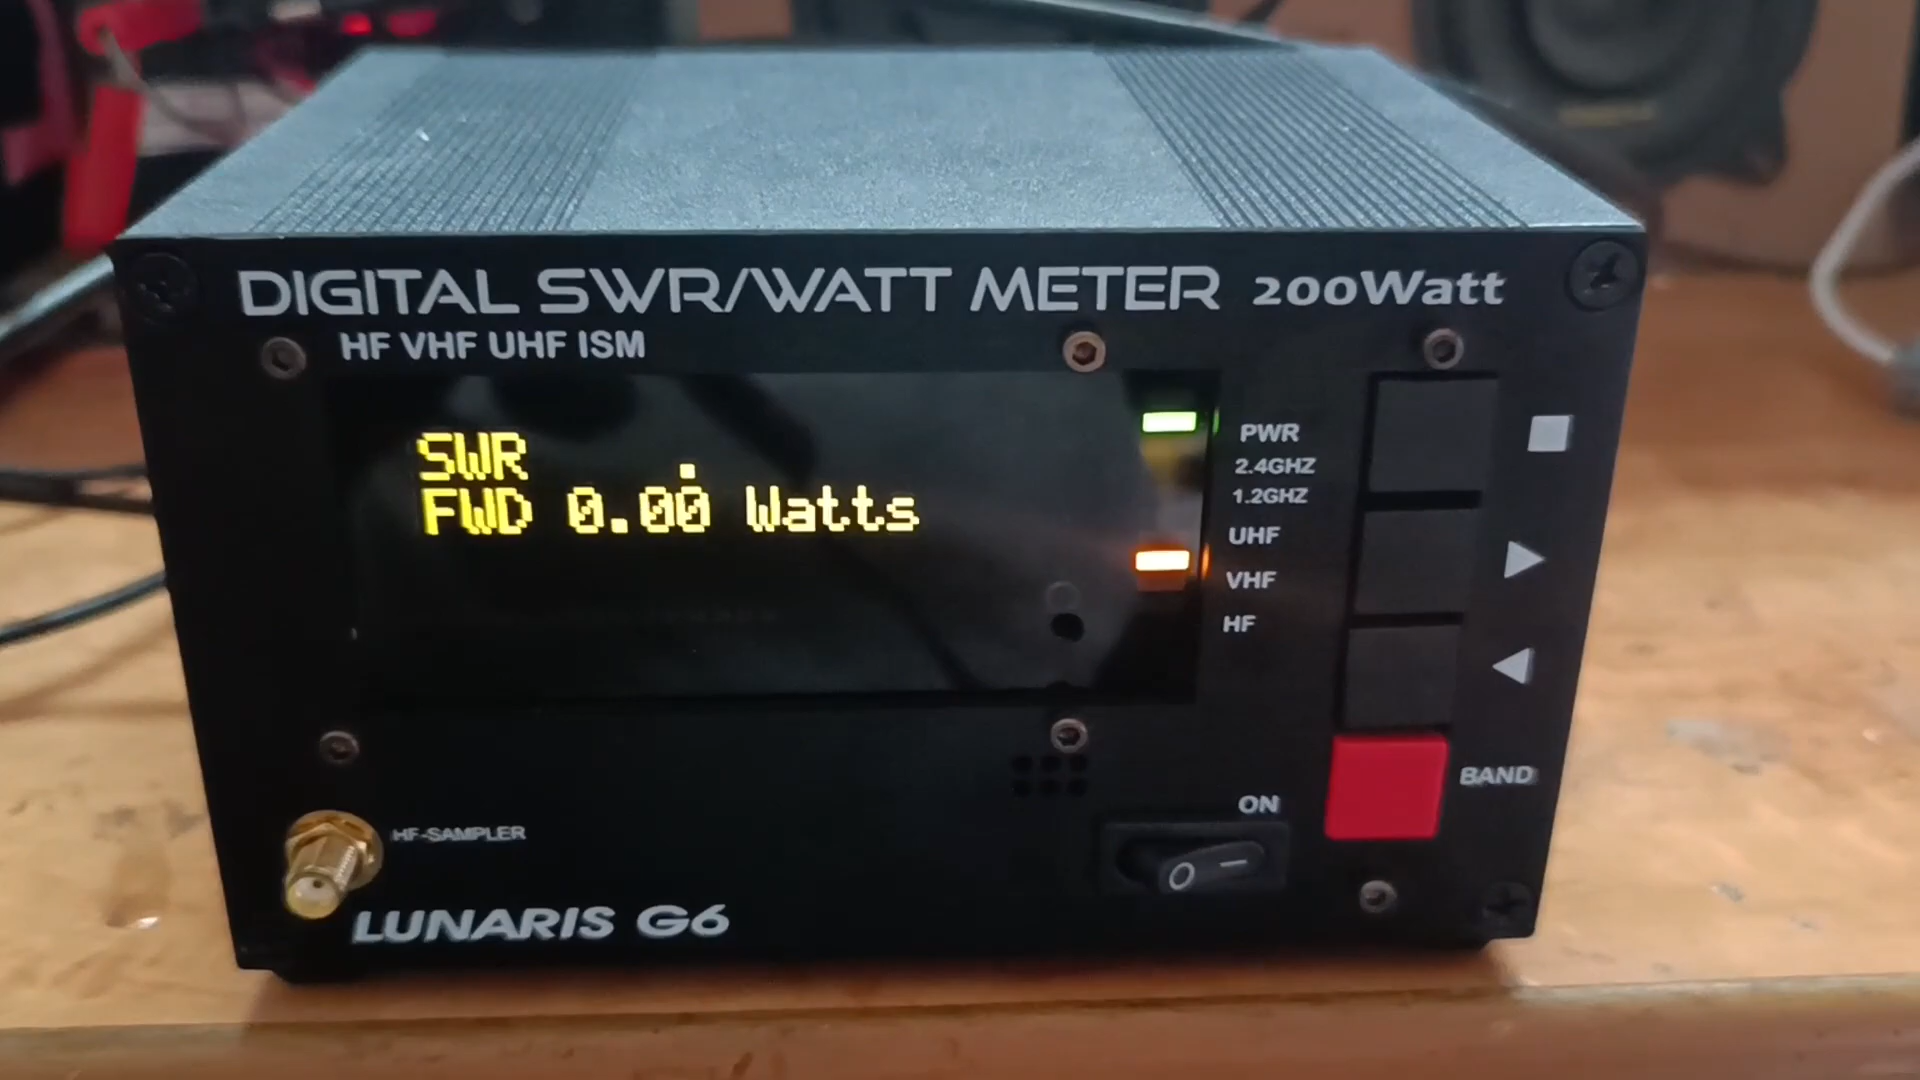 DIGITAL SWR/WATT METER 200Watt
HF VHF UHF ISM
SWR .
FWD 0.00 Watts
PWR
2.4GHZ
1.2GHZ
UHF
VHF
HF
BAND
ON
HF-SAMPLER
LUNARIS G6